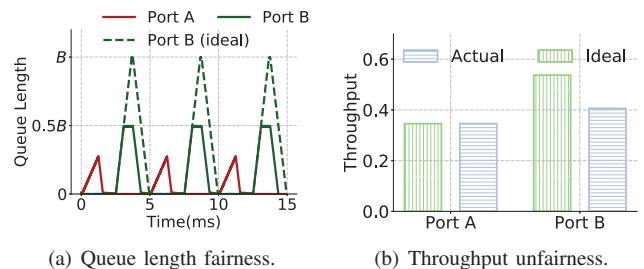 Port A Port B
Port B (ideal)
Queue Length
B
0.5B
0
0 5 10 15
Time(ms)
(a) Queue length fairness.
Actual Ideal
Throughput
0.6
0.4
0.2
0.0
Port A Port B
(b) Throughput unfairness.